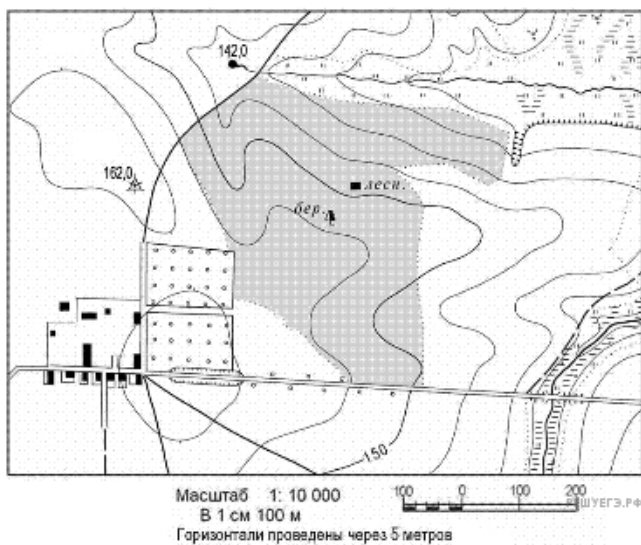 142,0
162,0
лесн.
бер.
150
Масштаб 1: 10 000
100 0 100 200
В 1 см 100 м
Горизонтали проведены через 5 метров